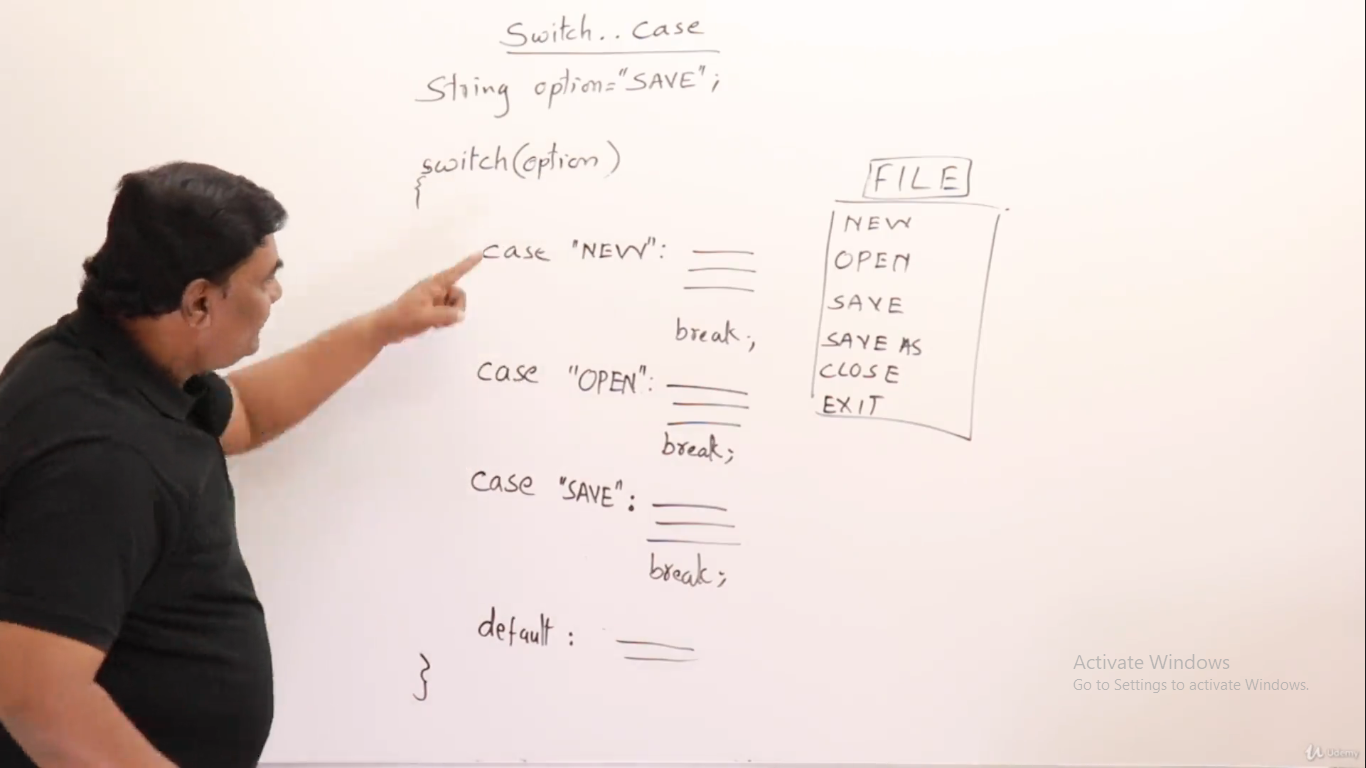 Switch.. Case
String option="SAVE";
switch(option)
{
case "NEW":
break;
case "OPEN":
break;
case "SAVE":
break;
default:
}
FILE
NEW
OPEN
SAVE
SAVE AS
CLOSE
EXIT
Activate Windows
Go to Settings to activate Windows.
Udemy